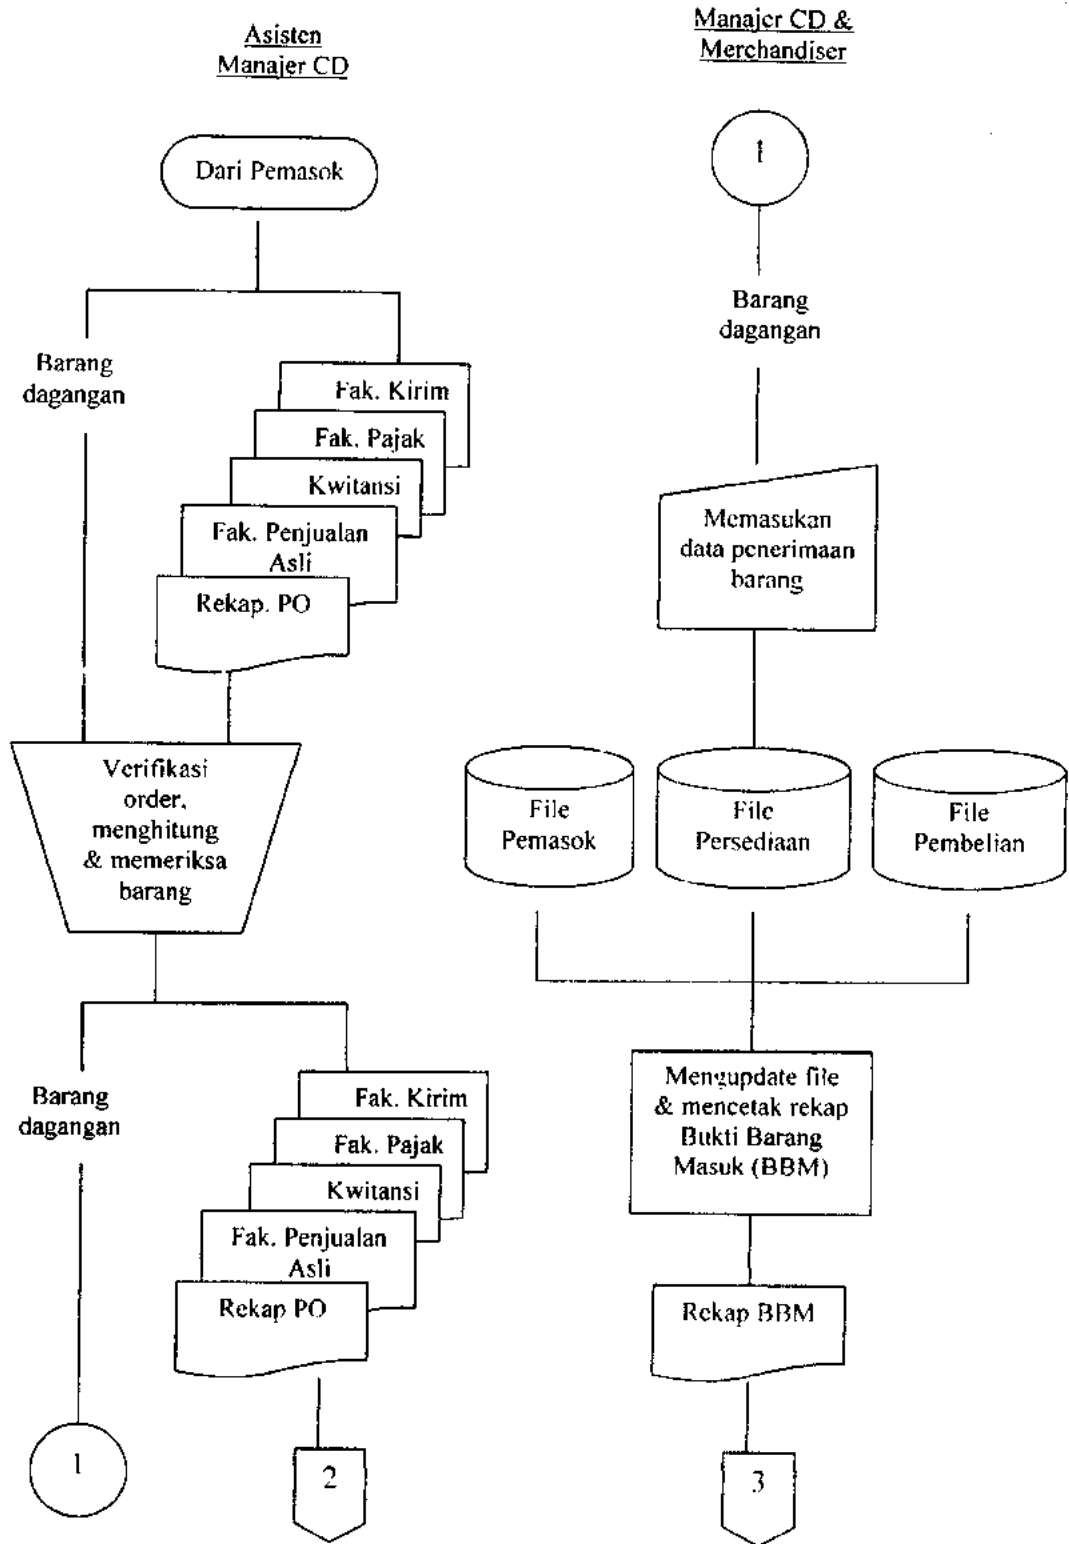 Asisten
Manajer CD
Dari Pemasok
Barang
dagangan
Fak. Kirim
Fak. Pajak
Kwitansi
Fak. Penjualan
Asli
Rekap. PO
Verifikasi
order,
menghitung
& memeriksa
barang
Barang
dagangan
Fak. Kirim
Fak. Pajak
Kwitansi
Fak. Penjualan
Asli
Rekap PO
1
2
Manajer CD &
Merchandiser
1
Barang
dagangan
Memasukan
data penerimaan
barang
File
Pemasok
File
Persediaan
File
Pembelian
Mengupdate file
& mencetak rekap
Bukti Barang
Masuk (BBM)
Rekap BBM
3